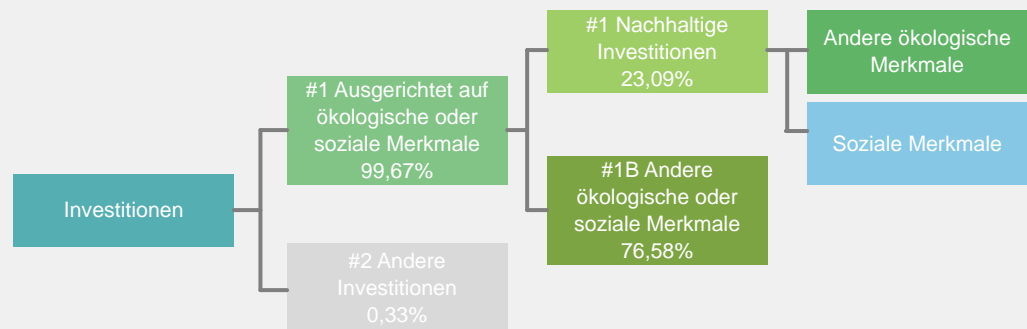 Investitionen
#1 Ausgerichtet auf
ökologische oder
soziale Merkmale
99,67%
#2 Andere
Investitionen
0,33%
#1 Nachhaltige
Investitionen
23,09%
#1B Andere
ökologische oder
soziale Merkmale
76,58%
Andere ökologische
Merkmale
Soziale Merkmale